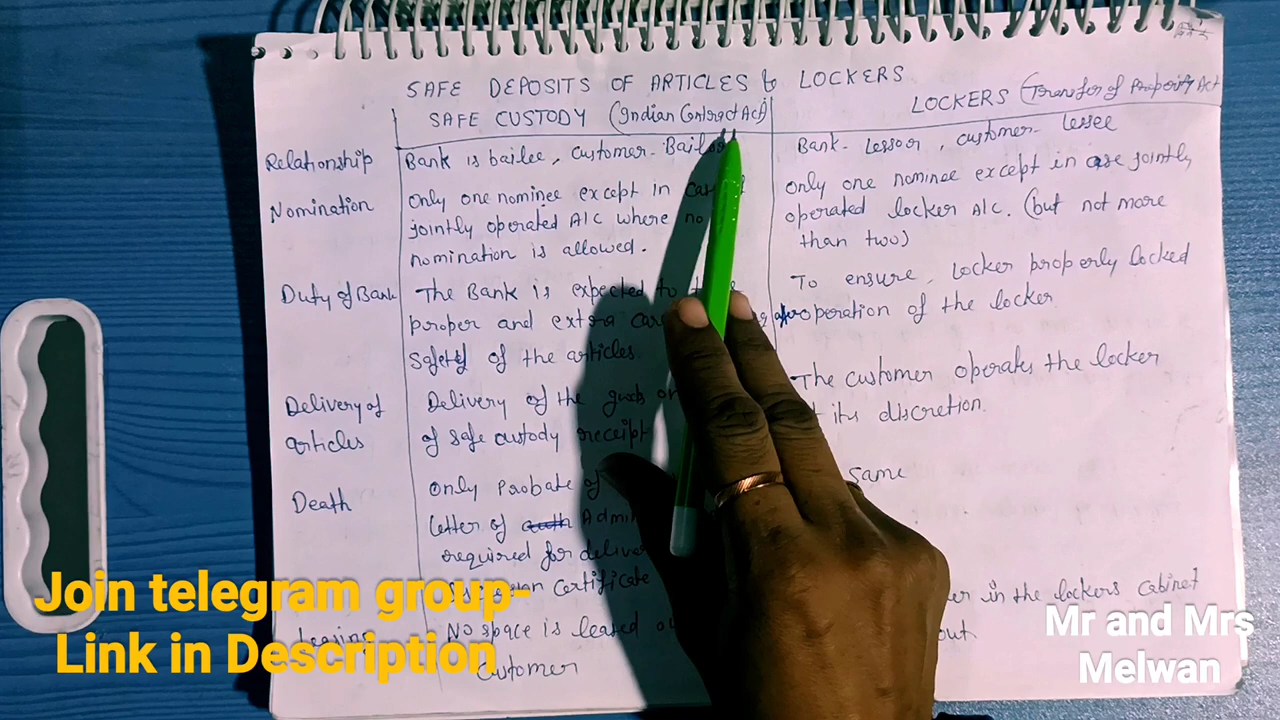 SAFE DEPOSITS OF ARTICLES & LOCKERS
SAFE CUSTODY (Indian Contract Act)
LOCKERS (Transfer of Property Act
Relationship
Bank is bailee, customer - Bailor
Bank - Lessoor, customer - lessee
Nomination
Only one nominee except in case of
jointly operated A/C where no
nomination is allowed.
Only one nominee except in case jointly
operated locker A/C. (but not more
than two)
Duty of Bank
The Bank is expected to
proper and extra
Safety of the articles.
To ensure, Locker properly locked
operation of the locker
Delivery of
articles
Delivery of the goods on
of safe custody receipt
The customer operates the locker
its discretion.
Death
Only Probate of
letter of
required for
Certificate
Same
No space is leased
Customer
in the lockers cabinet
out
Join telegram group-
Link in Description
Mr and Mrs
Melwan